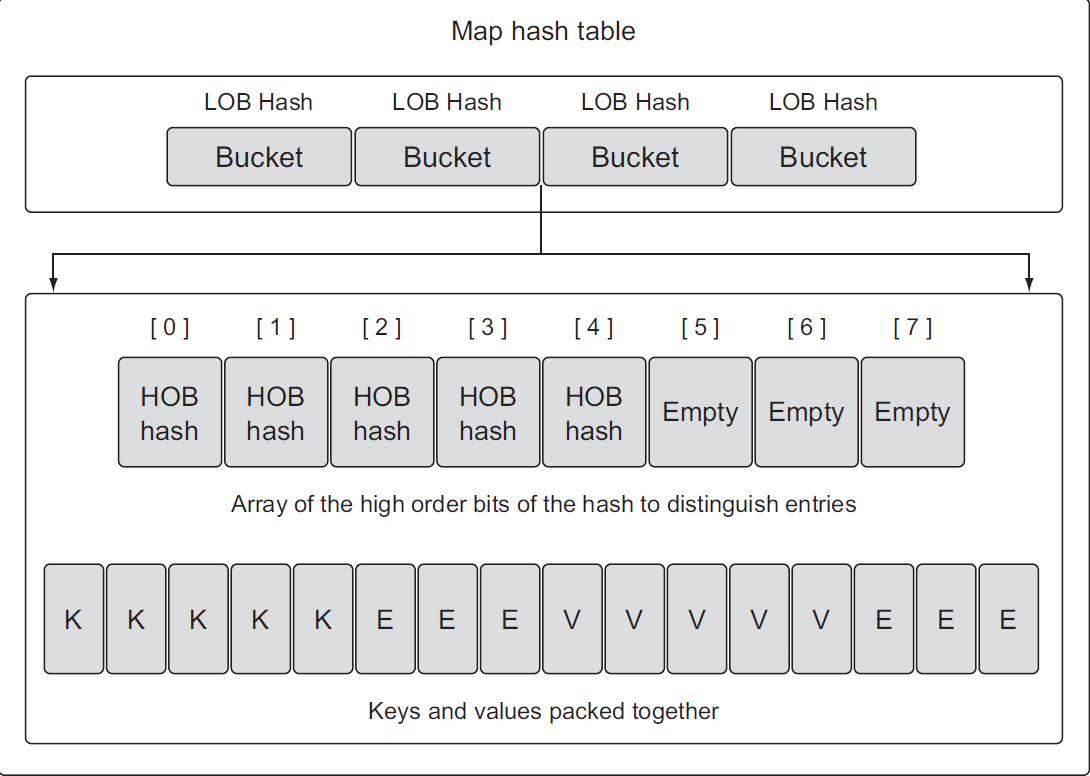 Map hash table
LOB Hash LOB Hash LOB Hash LOB Hash
Bucket Bucket Bucket Bucket
[ 0 ] [ 1 ] [ 2 ] [ 3 ] [ 4 ] [ 5 ] [ 6 ] [ 7 ]
HOB hash HOB hash HOB hash HOB hash HOB hash Empty Empty Empty
Array of the high order bits of the hash to distinguish entries
K K K K K E E E V V V V V E E E
Keys and values packed together